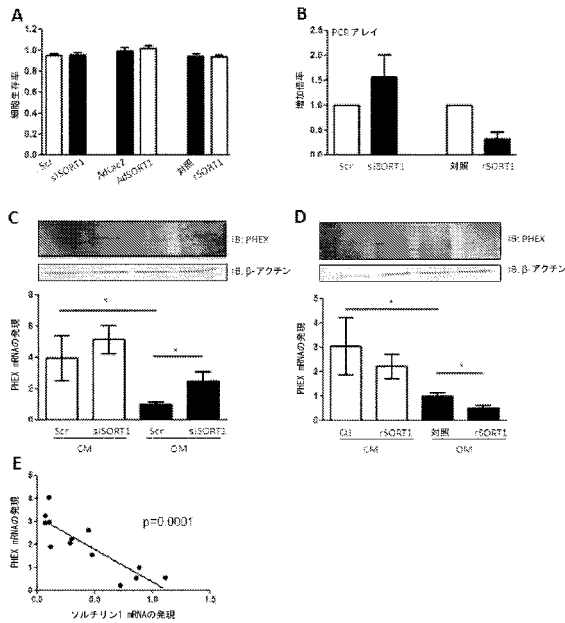 A
細胞生存率
1.2
1.0
0.8
0.6
0.4
0.2
0.0
Scr
siSORT1
AdLacZ
AdSORT1
対照
rSORT1
B
PCRアレイ
増加倍率
2.5
2.0
1.5
1.0
0.5
0.0
Scr
siSORT1
対照
rSORT1
C
IB: PHEX
IB: β-アクチン
PHEX mRNAの発現
8
6
4
2
0
*
*
Scr
siSORT1
Scr
siSORT1
CM
OM
D
IB: PHEX
IB: β-アクチン
PHEX mRNAの発現
5
4
3
2
1
0
*
*
Ctl
rSORT1
対照
rSORT1
CM
OM
E
PHEX mRNAの発現
5
4
3
2
1
0
p=0.0001
0.0
0.5
1.0
1.5
ソルチリン1 mRNAの発現